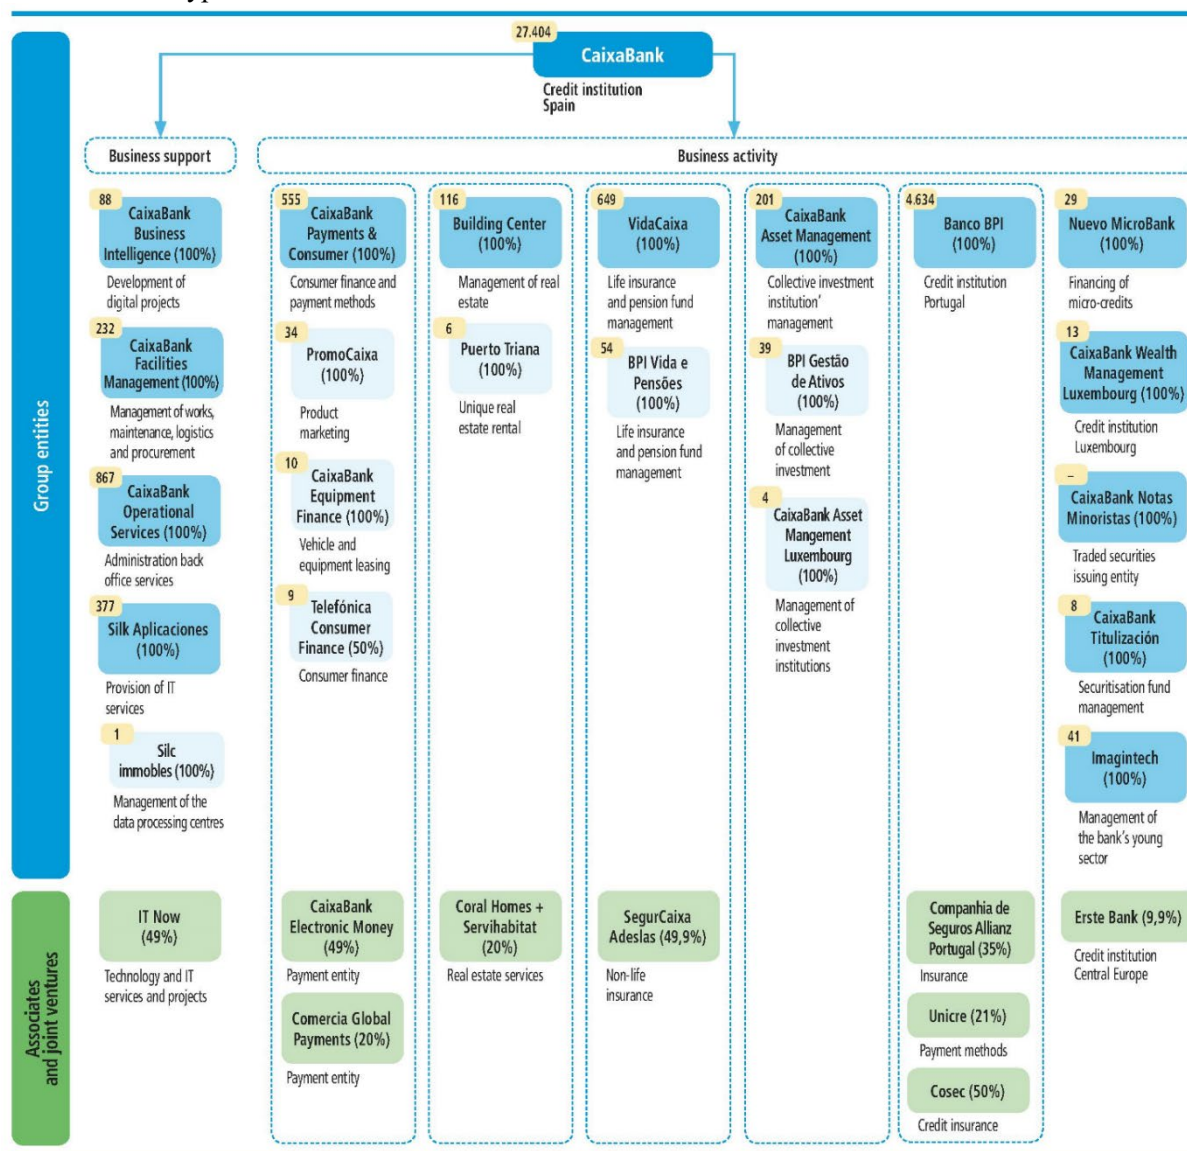 27.404
CaixaBank
Credit institution
Spain
Business support
Business activity
Group entities
88
CaixaBank
Business
Intelligence (100%)
Development of
digital projects
232
CaixaBank
Facilities
Management (100%)
Management of works,
maintenance, logistics
and procurement
867
CaixaBank
Operational
Services (100%)
Administration back
office services
377
Silk Aplicaciones
(100%)
Provision of IT
services
1
Silc
immobles (100%)
Management of the
data processing centres
555
CaixaBank
Payments &
Consumer (100%)
Consumer finance and
payment methods
34
PromoCaixa
(100%)
Product
marketing
10
CaixaBank
Equipment
Finance (100%)
Vehicle and
equipment leasing
9
Telefónica
Consumer
Finance (50%)
Consumer finance
116
Building Center
(100%)
Management of real
estate
6
Puerto Triana
(100%)
Unique real
estate rental
649
VidaCaixa
(100%)
Life insurance
and pension fund
management
54
BPI Vida e
Pensões
(100%)
Life insurance
and pension fund
management
201
CaixaBank
Asset Management
(100%)
Collective investment
institution'
management
39
BPI Gestão
de Ativos
(100%)
Management
of collective
investment
4
CaixaBank Asset
Mangement
Luxembourg
(100%)
Management of
collective
investment
institutions
4.634
Banco BPI
(100%)
Credit institution
Portugal
29
Nuevo MicroBank
(100%)
Financing of
micro-credits
13
CaixaBank Wealth
Management
Luxembourg (100%)
Credit institution
Luxembourg
–
CaixaBank Notas
Minoristas (100%)
Traded securities
issuing entity
8
CaixaBank
Titulización
(100%)
Securitisation fund
management
41
Imagintech
(100%)
Management of
the bank's young
sector
Associates
and joint ventures
IT Now
(49%)
Technology and IT
services and projects
CaixaBank
Electronic Money
(49%)
Payment entity
Comercia Global
Payments (20%)
Payment entity
Coral Homes +
Servihabitat
(20%)
Real estate services
SegurCaixa
Adeslas (49,9%)
Non-life
insurance
Companhia de
Seguros Allianz
Portugal (35%)
Insurance
Unicre (21%)
Payment methods
Cosec (50%)
Credit insurance
Erste Bank (9,9%)
Credit institution
Central Europe